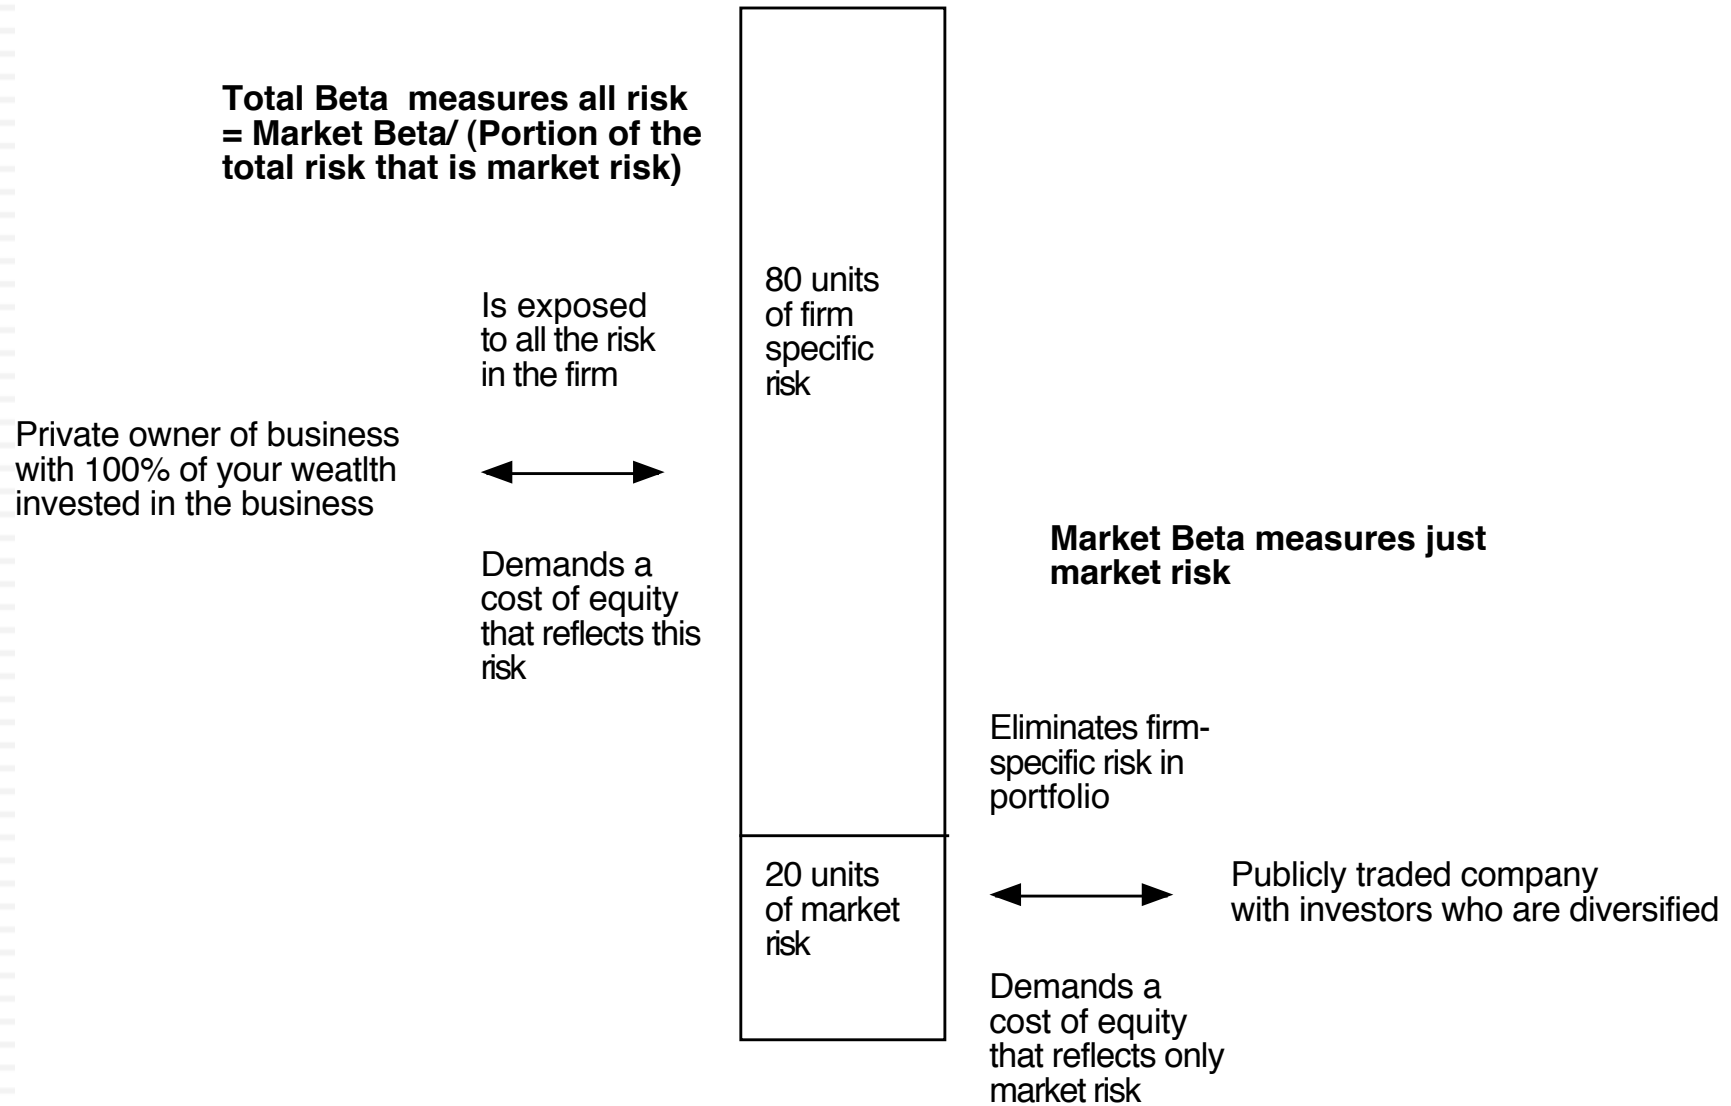 Total Beta  measures all risk
= Market Beta/ (Portion of the
total risk that is market risk)
80 units
of firm
specific
risk
Is exposed
to all the risk
in the firm
Private owner of business
with 100% of your weatlth
invested in the business
Demands a
cost of equity
that reflects this
risk
Market Beta measures just
market risk
Eliminates firm-
specific risk in
portfolio
20 units
of market
risk
Publicly traded company
with investors who are diversified
Demands a
cost of equity
that reflects only
market risk